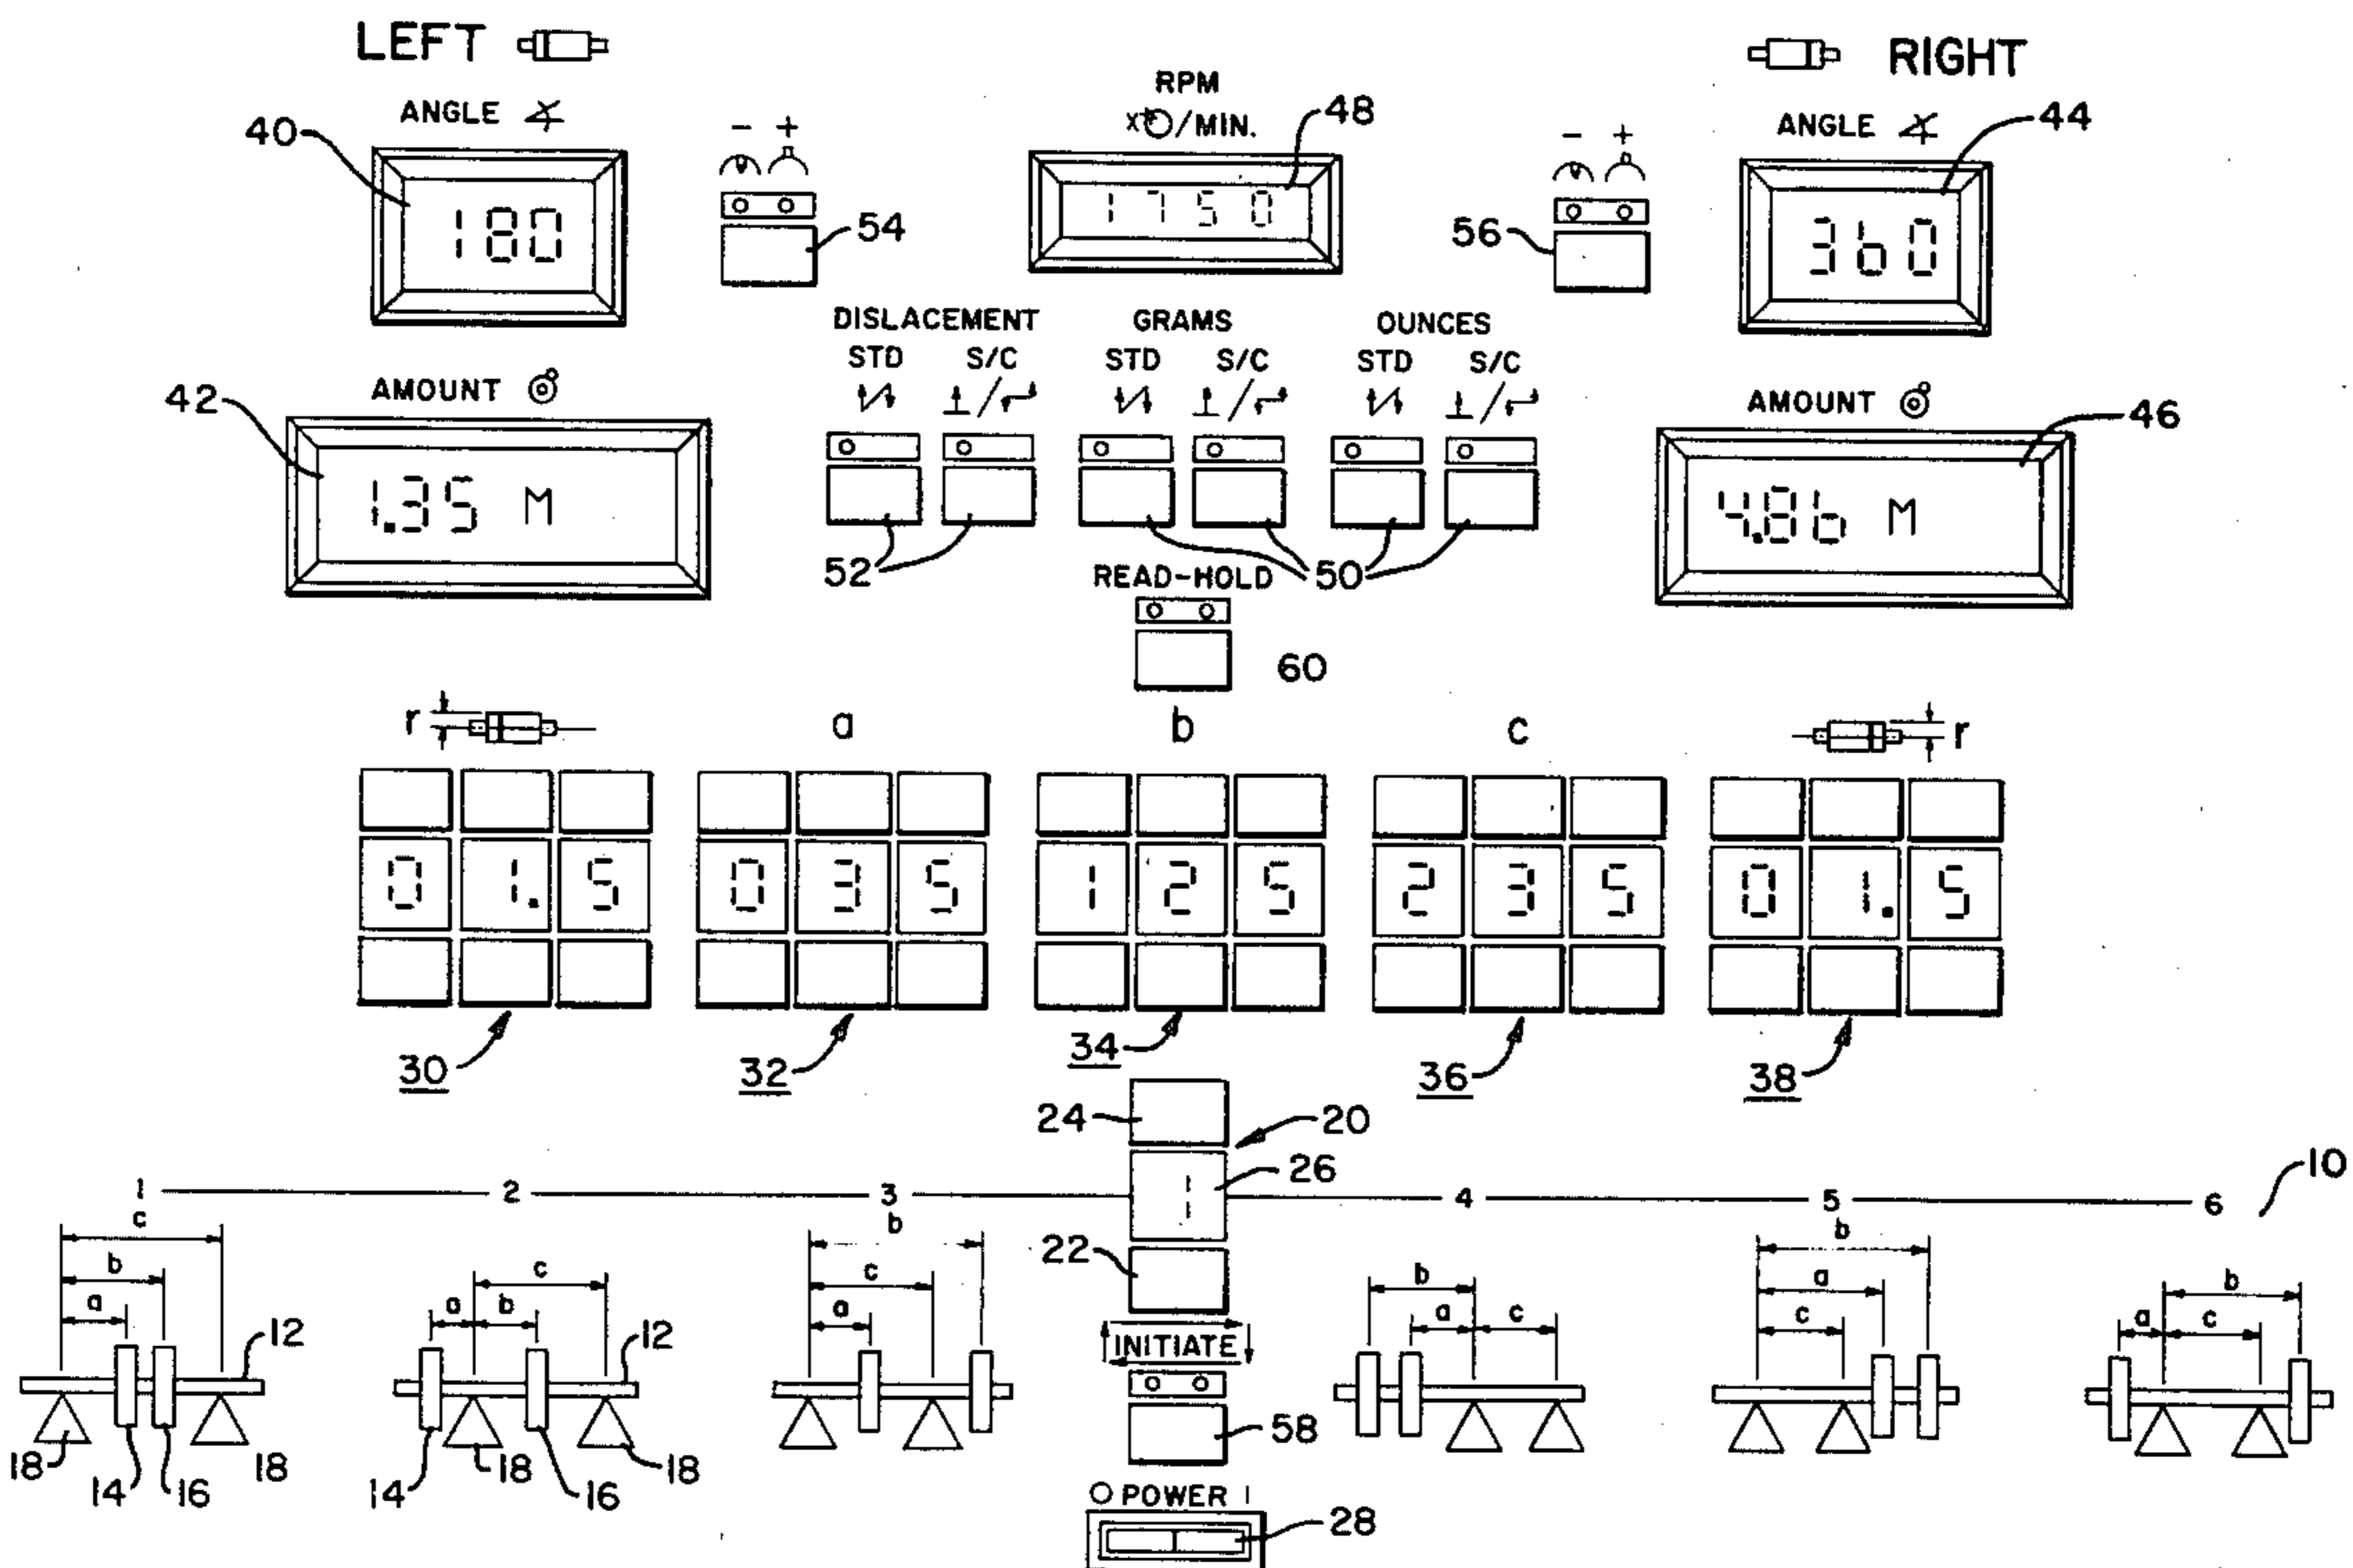 LEFT RIGHT
RPM
ANGLE x /MIN. 48 ANGLE 44
40 - + - +
180 1750 360
54 56
DISLACEMENT GRAMS OUNCES
STD S/C STD S/C STD S/C
AMOUNT AMOUNT
42 46
1.35 M 4.86 M
52 READ-HOLD 50
60
r a b c r
0 1. 5 0 3 5 1 2 5 2 3 5 0 1. 5
30 32 34 36 38
24 20
26 10
1 2 3 1 4 5 6
c b b
22
b c c b a b
a a b a a c c a c
12 12 INITIATE
58
18 14 16 18 14 18 16 18
O POWER I
28